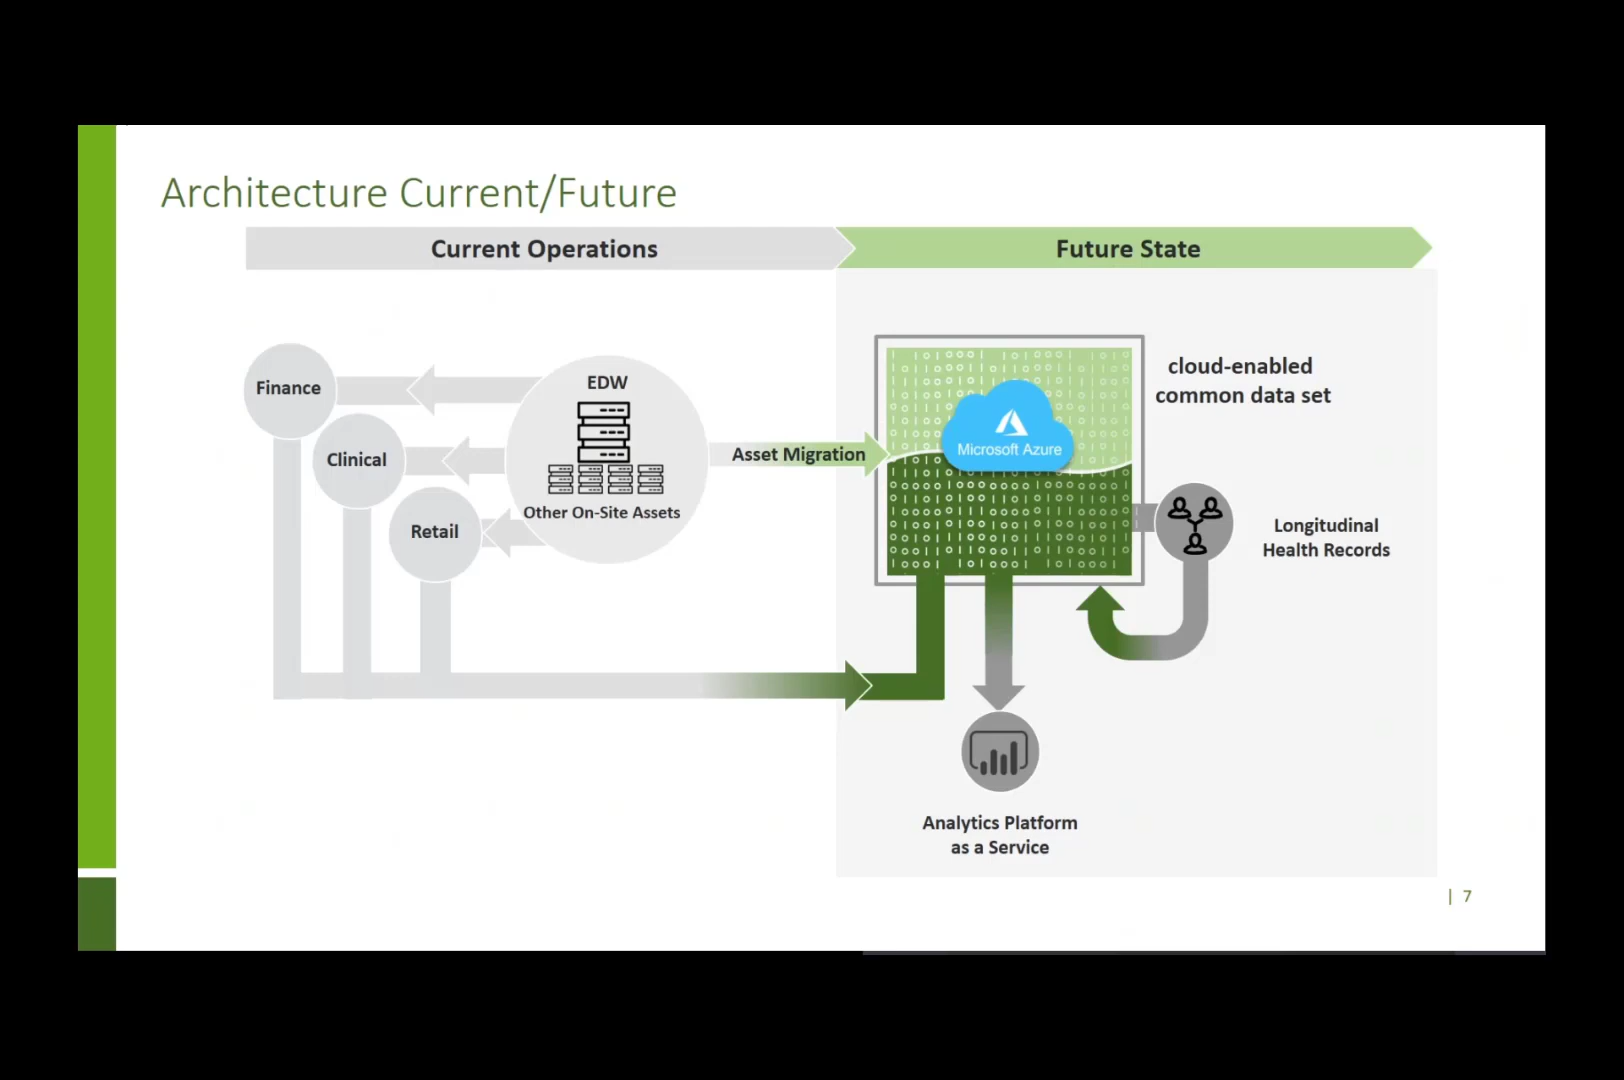 Architecture Current/Future
Current Operations
Future State
Finance
Clinical
Retail
EDW
Other On-Site Assets
Asset Migration
Microsoft Azure
cloud-enabled
common data set
Longitudinal
Health Records
Analytics Platform
as a Service
| 7